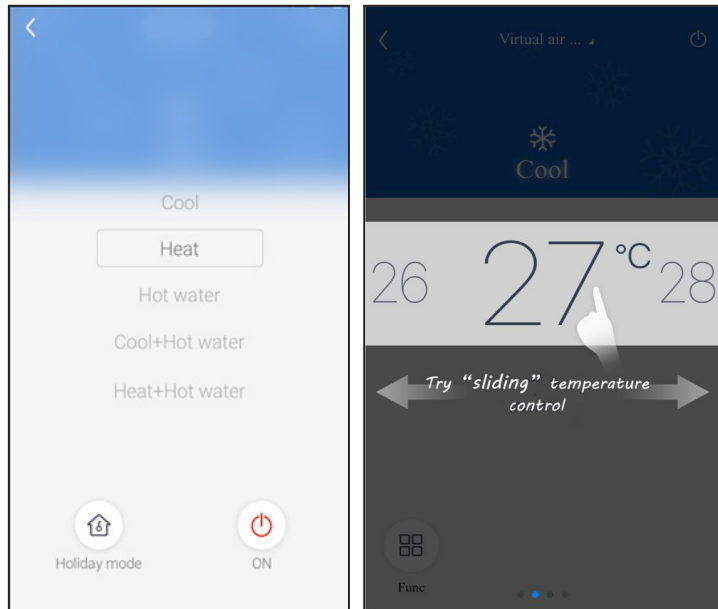 Cool
Heat
Hot water
Cool+Hot water
Heat+Hot water
Holiday mode
ON
Virtual air ...
Cool
26
27°C
28
Try “sliding” temperature
control
Func